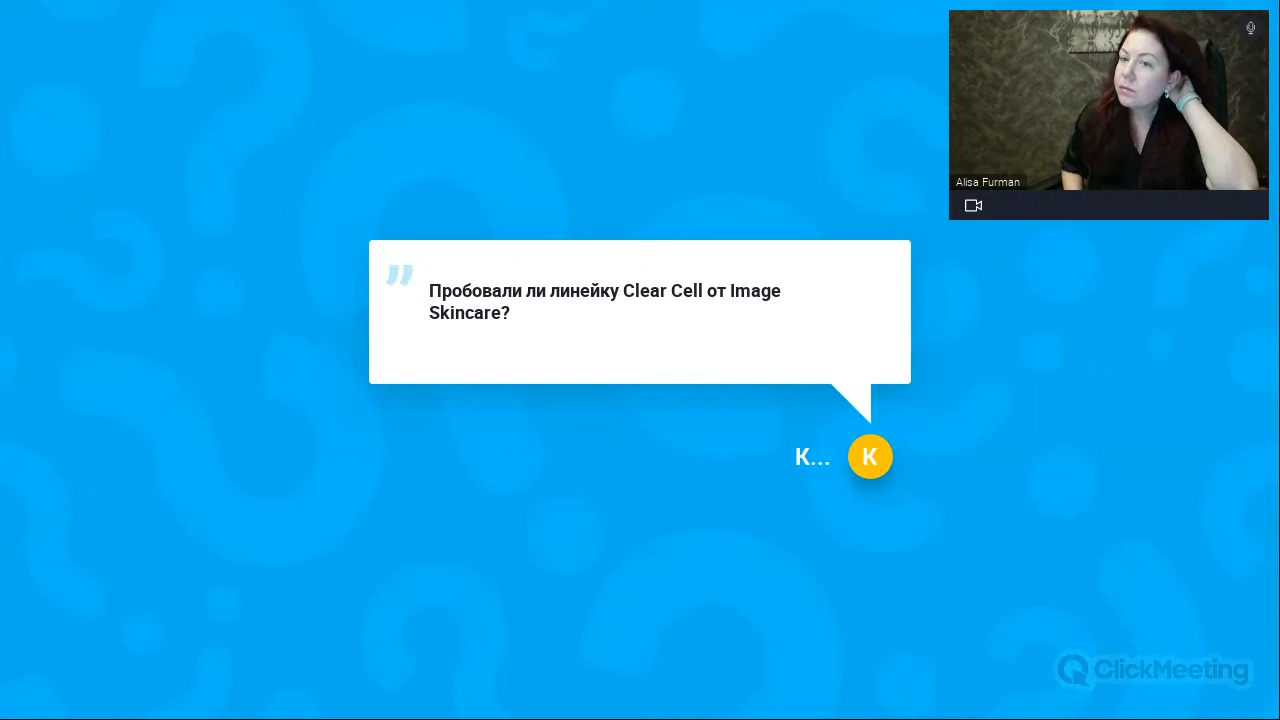 Alisa Furman
Пробовали ли линейку Clear Cell от Image
Skincare?
К... К
ClickMeeting